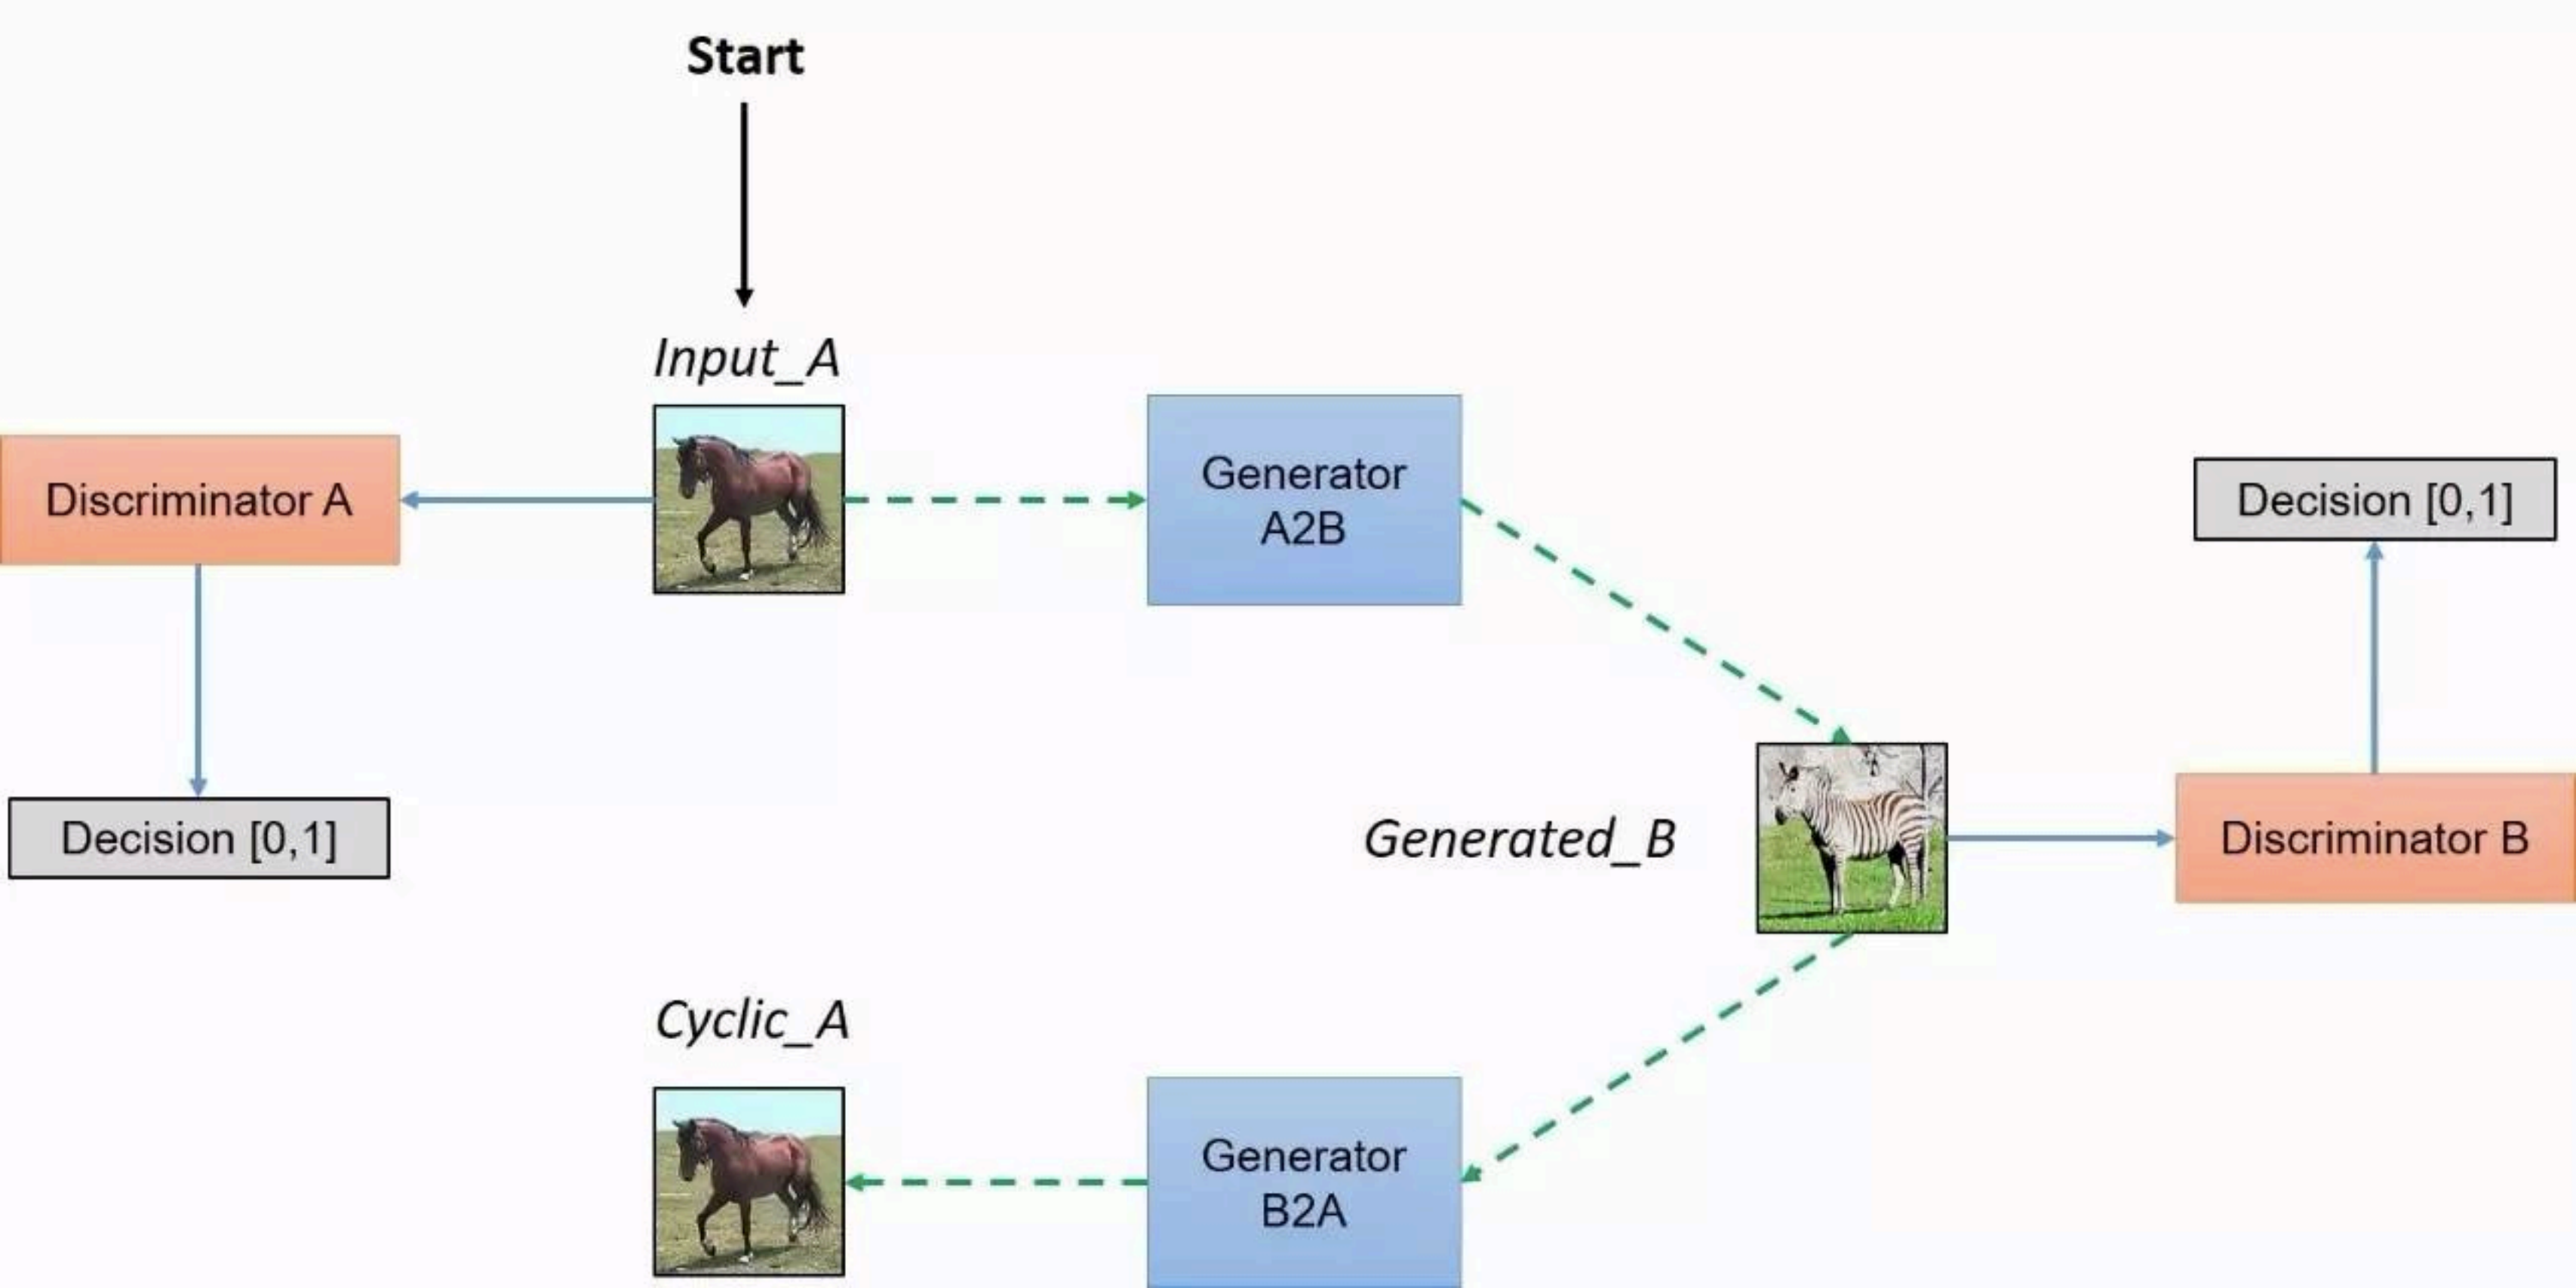 Start
Input_A
Discriminator A
Generator
A2B
Decision [0,1]
Decision [0,1]
Generated_B
Discriminator B
Cyclic_A
Generator
B2A